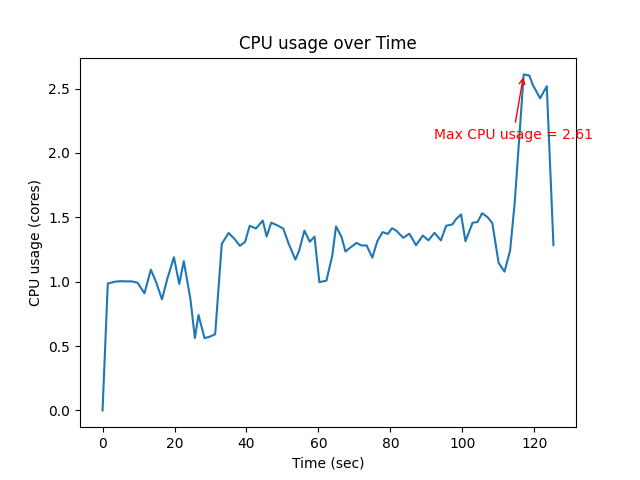 CPU usage over Time
2.5
2.0
1.5
1.0
0.5
0.0
CPU usage (cores)
Max CPU usage = 2.61
0 20 40 60 80 100 120
Time (sec)